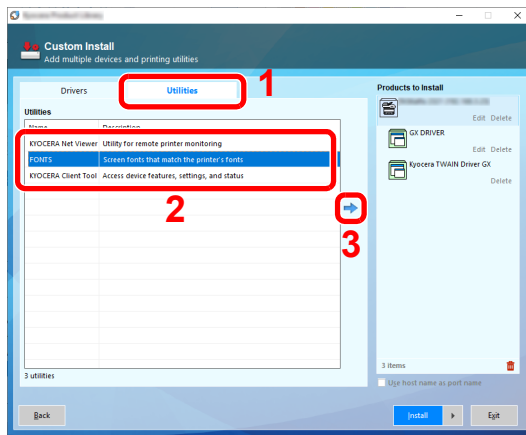 Custom Install
Add multiple devices and printing utilities
Drivers
Utilities
1
Products to Install
Utilities
Name Description
KYOCERA Net Viewer Utility for remote printer monitoring
FONTS Screen fonts that match the printer's fonts
KYOCERA Client Tool Access device features, settings, and status
2
3
Edit Delete
GX DRIVER
Edit Delete
Kyocera TWAIN Driver GX
Delete
3 items
3 utilities
Use host name as port name
Back
Install
Exit